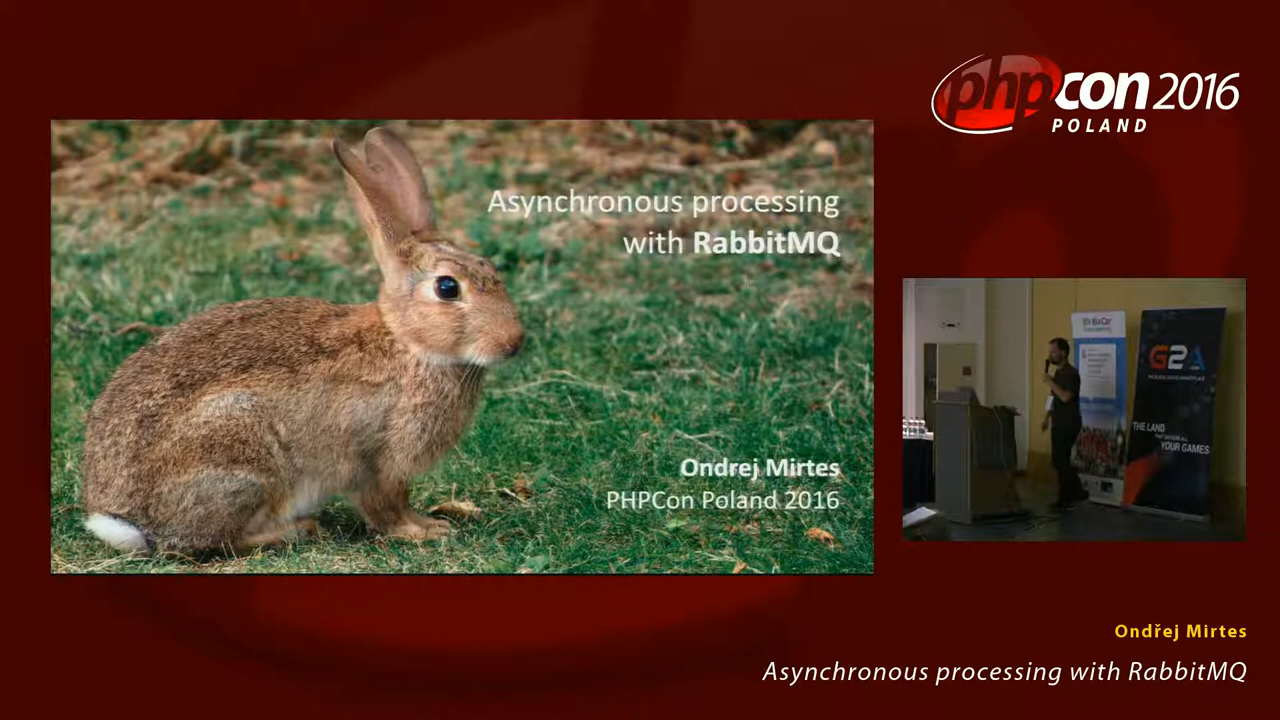 phpcon 2016
POLAND
Asynchronous processing
with RabbitMQ
Ondrej Mirtes
PHPCon Poland 2016
G2A
THE LAND
YOUR GAMES
Ondřej Mirtes
Asynchronous processing with RabbitMQ